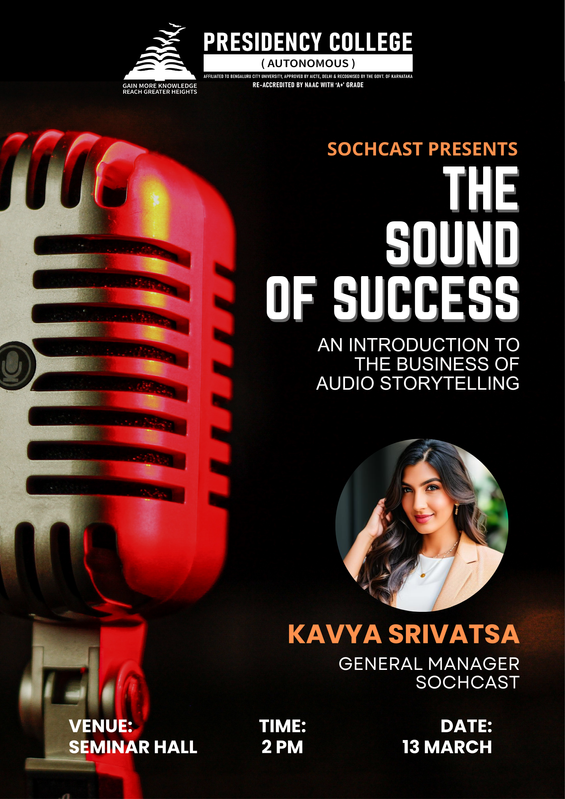 PRESIDENCY COLLEGE
( AUTONOMOUS )
AFFILIATED TO BENGALURU CITY UNIVERSITY, APPROVED BY AICTE, DELHI & RECOGNISED BY THE GOVT. OF KARNATAKA
RE-ACCREDITED BY NAAC WITH 'A+' GRADE
GAIN MORE KNOWLEDGE
REACH GREATER HEIGHTS
SOCHCAST PRESENTS
THE
SOUND
OF SUCCESS
AN INTRODUCTION TO
THE BUSINESS OF
AUDIO STORYTELLING
KAVYA SRIVATSA
GENERAL MANAGER
SOCHCAST
VENUE:
SEMINAR HALL
TIME:
2 PM
DATE:
13 MARCH